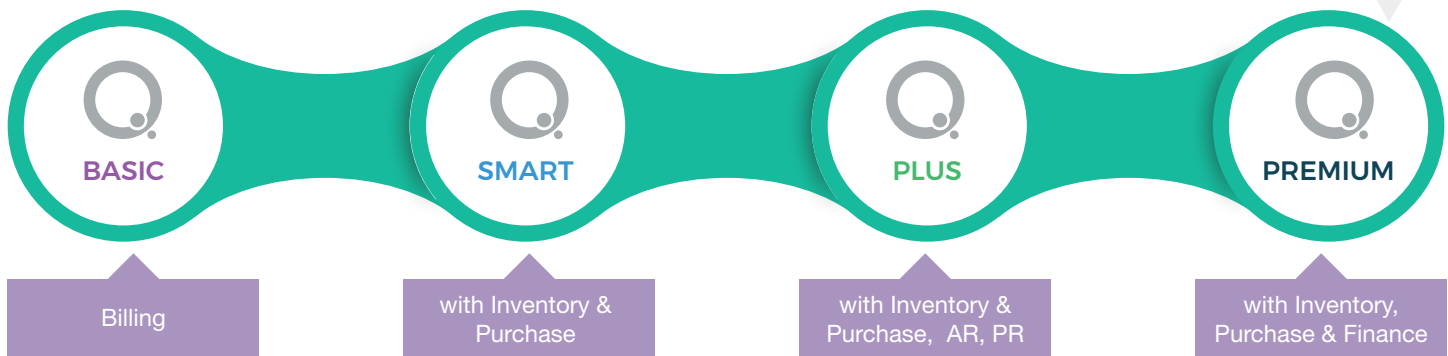 BASIC
SMART
PLUS
PREMIUM
Billing
with Inventory &
Purchase
with Inventory &
Purchase, AR, PR
with Inventory,
Purchase & Finance